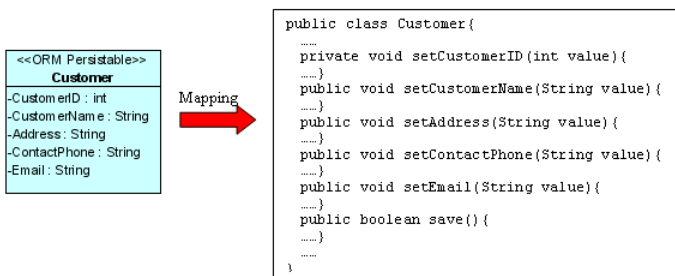 <<ORM Persistable>>
Customer
-CustomerID : int
-CustomerName : String
-Address : String
-ContactPhone : String
-Email : String
Mapping
public class Customer{
......
private void setCustomerID(int value){
......}
public void setCustomerName(String value){
......}
public void setAddress(String value){
......}
public void setContactPhone(String value){
......}
public void setEmail(String value){
......}
public boolean save(){
......}
......
}